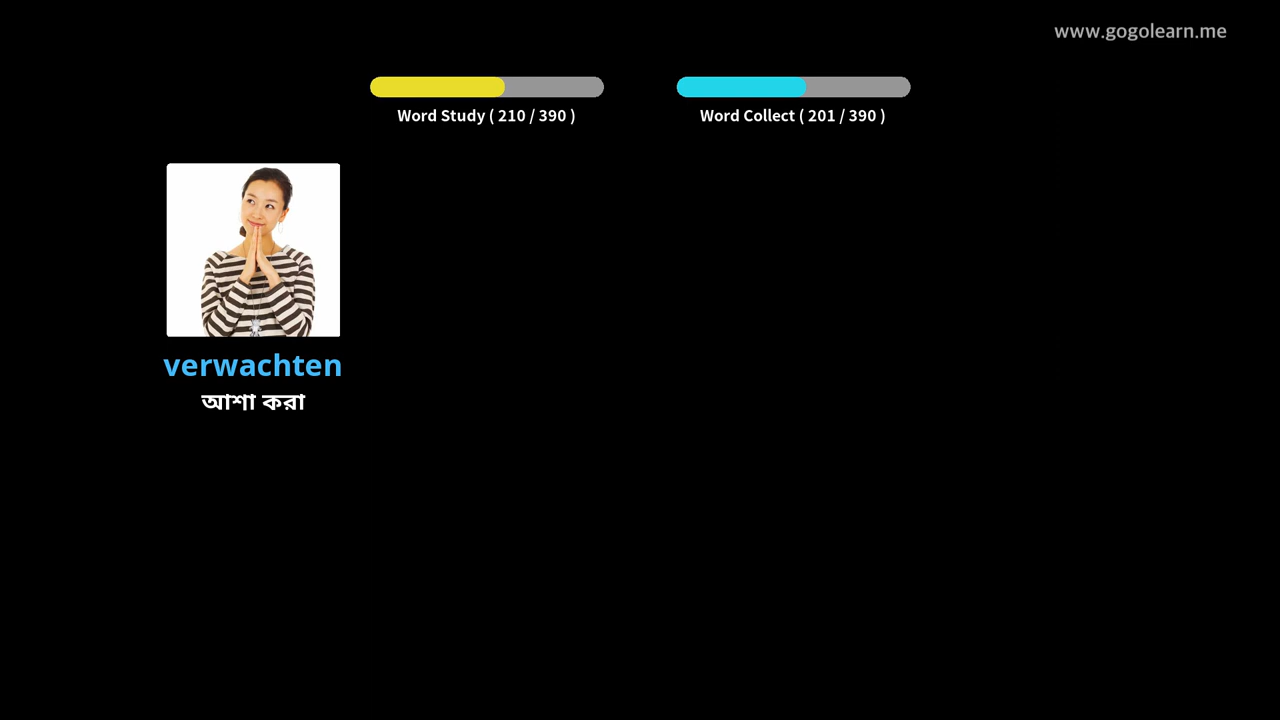 www.gogolearn.me
Word Study ( 210 / 390 )
Word Collect ( 201 / 390 )
verwachten
আশা করা